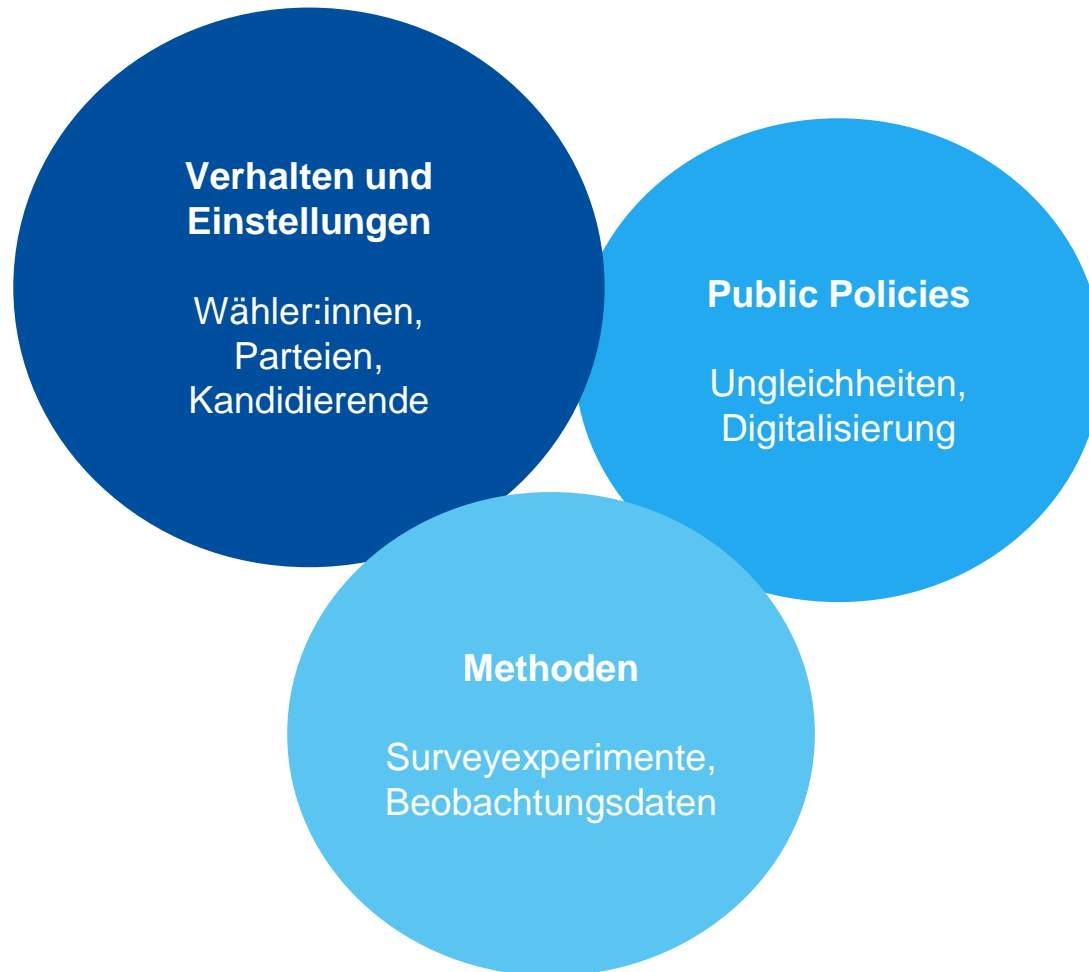 Verhalten und
Einstellungen
Wähler:innen,
Parteien,
Kandidierende
Public Policies
Ungleichheiten,
Digitalisierung
Methoden
Surveyexperimente,
Beobachtungsdaten